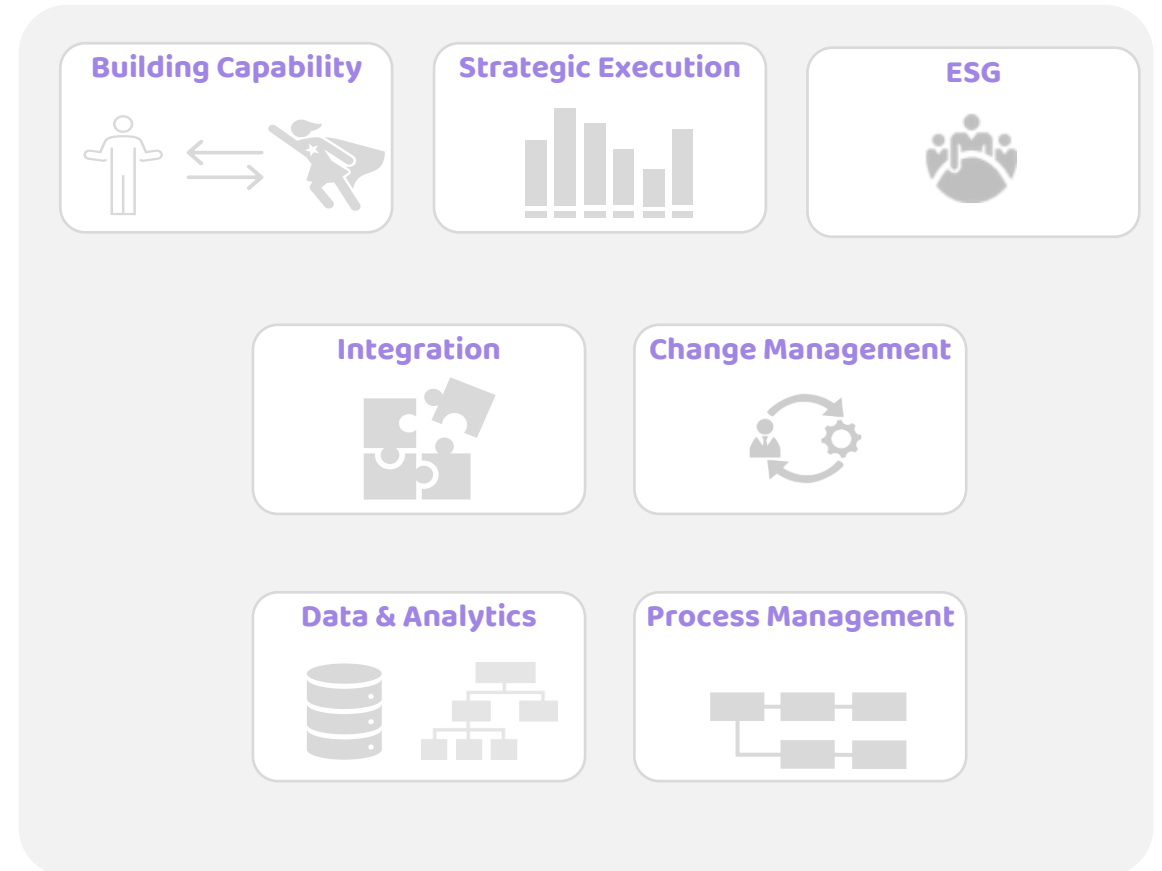 Building Capability
Strategic Execution
ESG
Integration
Change Management
Data & Analytics
Process Management